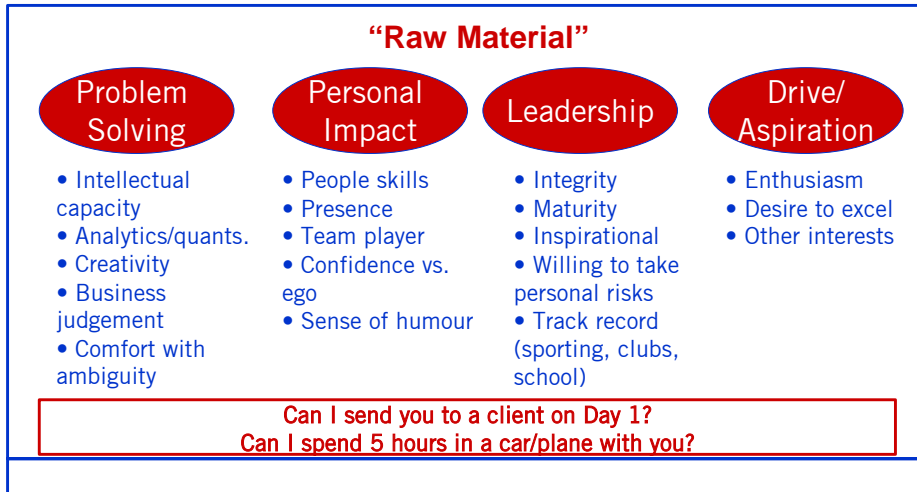 “Raw Material”
Problem
Solving
• Intellectual
capacity
• Analytics/quants.
• Creativity
• Business
judgement
• Comfort with
ambiguity
Personal
Impact
• People skills
• Presence
• Team player
• Confidence vs.
ego
• Sense of humour
Leadership
• Integrity
• Maturity
• Inspirational
• Willing to take
personal risks
• Track record
(sporting, clubs,
school)
Drive/
Aspiration
• Enthusiasm
• Desire to excel
• Other interests
Can I send you to a client on Day 1?
Can I spend 5 hours in a car/plane with you?